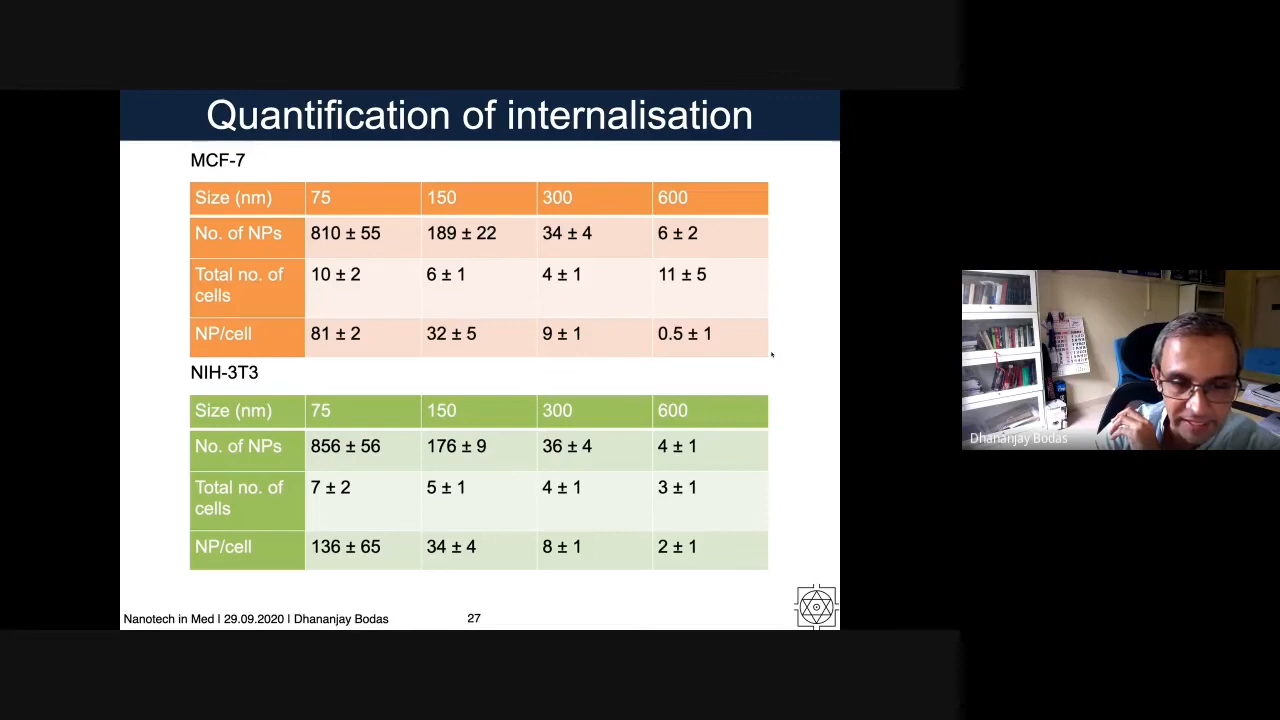 Quantification of internalisation
MCF-7
Size (nm) 75 150 300 600
No. of NPs 810 ± 55 189 ± 22 34 ± 4 6 ± 2
Total no. of cells 10 ± 2 6 ± 1 4 ± 1 11 ± 5
NP/cell 81 ± 2 32 ± 5 9 ± 1 0.5 ± 1
NIH-3T3
Size (nm) 75 150 300 600
No. of NPs 856 ± 56 176 ± 9 36 ± 4 4 ± 1
Total no. of cells 7 ± 2 5 ± 1 4 ± 1 3 ± 1
NP/cell 136 ± 65 34 ± 4 8 ± 1 2 ± 1
Nanotech in Med I 29.09.2020 I Dhananjay Bodas 27
Dhananjay Bodas